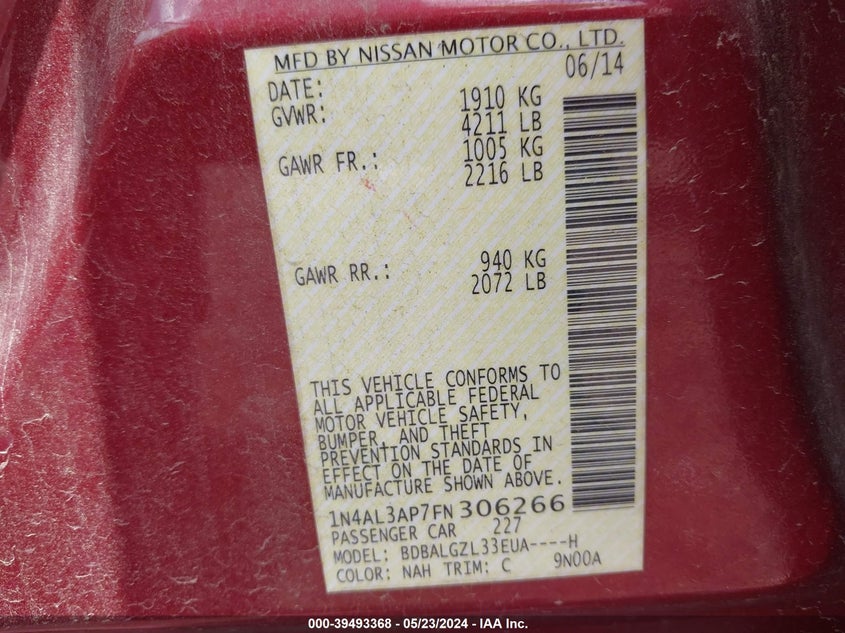 MFD BY NISSAN MOTOR CO., LTD.
DATE: 06/14
GVWR: 1910 KG
4211 LB
GAWR FR.: 1005 KG
2216 LB
GAWR RR.: 940 KG
2072 LB
THIS VEHICLE CONFORMS TO
ALL APPLICABLE FEDERAL
MOTOR VEHICLE SAFETY,
BUMPER, AND THEFT
PREVENTION STANDARDS IN
EFFECT ON THE DATE OF
MANUFACTURE SHOWN ABOVE.
1N4AL3AP7FN306266
PASSENGER CAR 227
MODEL: BDBALGZL33EUA----H
COLOR: NAH TRIM: C 9N00A
000-39493368 - 05/23/2024 - IAA Inc.